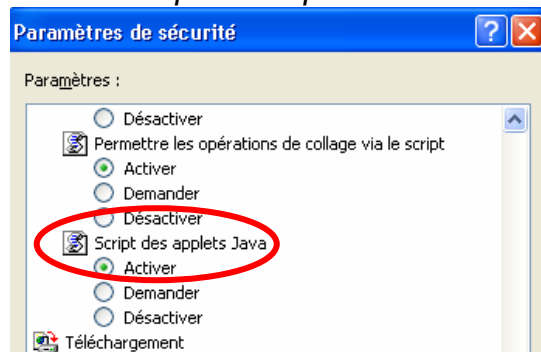 Paramètres de sécurité
Paramètres :
Désactiver
Permettre les opérations de collage via le script
Activer
Demander
Désactiver
Script des applets Java
Activer
Demander
Désactiver
Téléchargement